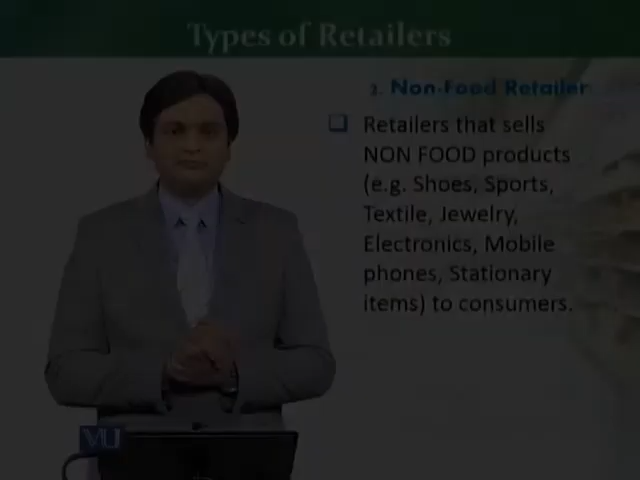 Types of Retailers
2. Non-Food Retailer
Retailers that sells
NON FOOD products
(e.g. Shoes, Sports,
Textile, Jewelry,
Electronics, Mobile
phones, Stationary
items) to consumers.
VU